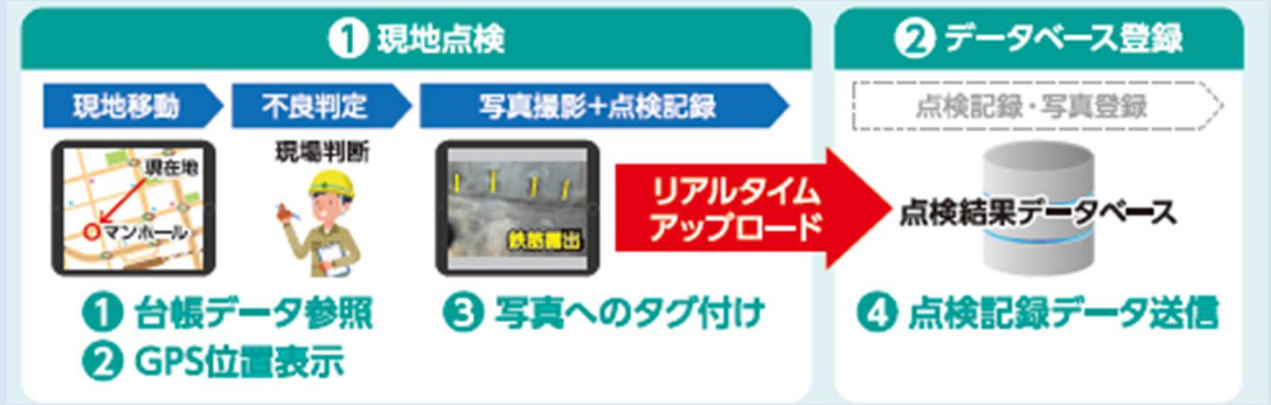 ① 現地点検
現地移動
不良判定
写真撮影＋点検記録
現在地
マンホール
現場判断
鉄筋露出
リアルタイム
アップロード
① 台帳データ参照
② GPS位置表示
③ 写真へのタグ付け
② データベース登録
点検記録・写真登録
点検結果データベース
④ 点検記録データ送信